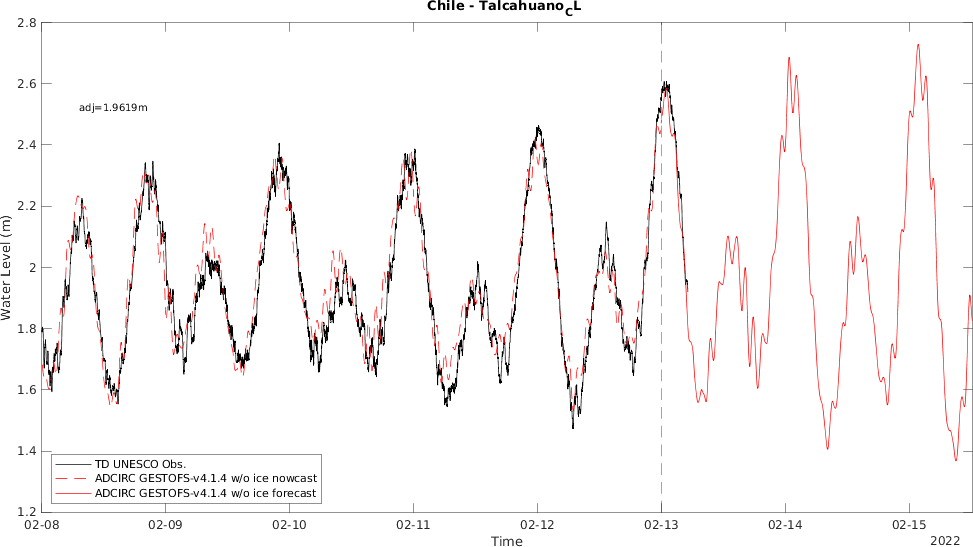 Chile - Talcahuano_CL
2.8
2.6
adj=1.9619m
2.4
2.2
2
Water Level (m)
1.8
1.6
1.4
1.2
TD UNESCO Obs.
ADCIRC GESTOFS-v4.1.4 w/o ice nowcast
ADCIRC GESTOFS-v4.1.4 w/o ice forecast
02-08 02-09 02-10 02-11 02-12 02-13 02-14 02-15
Time
2022